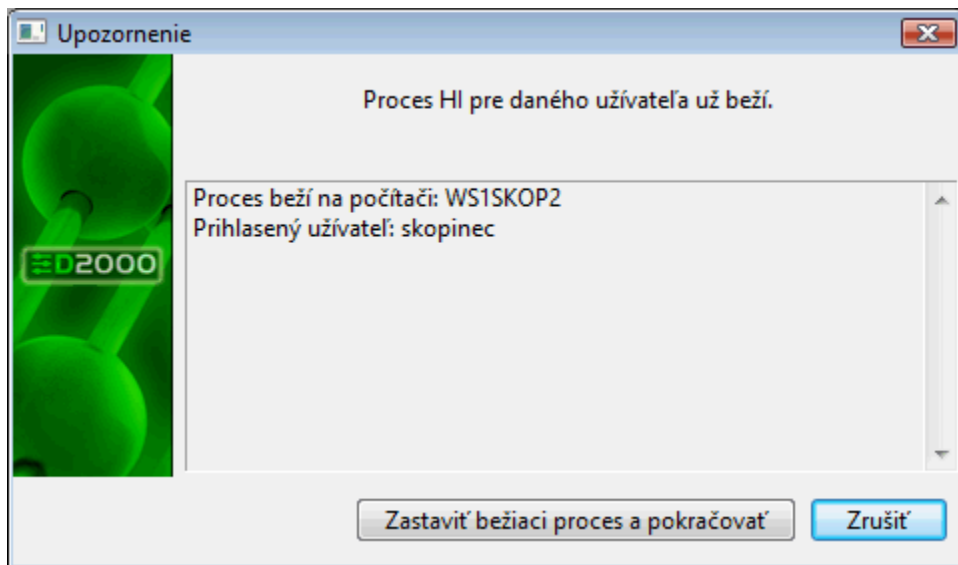 Upozornenie
Proces HI pre daného užívateľa už beží.
Proces beží na počítači: WS1SKOP2
Prihlasený užívateľ: skopinec
D2000
Zastaviť bežiaci proces a pokračovať
Zrušiť